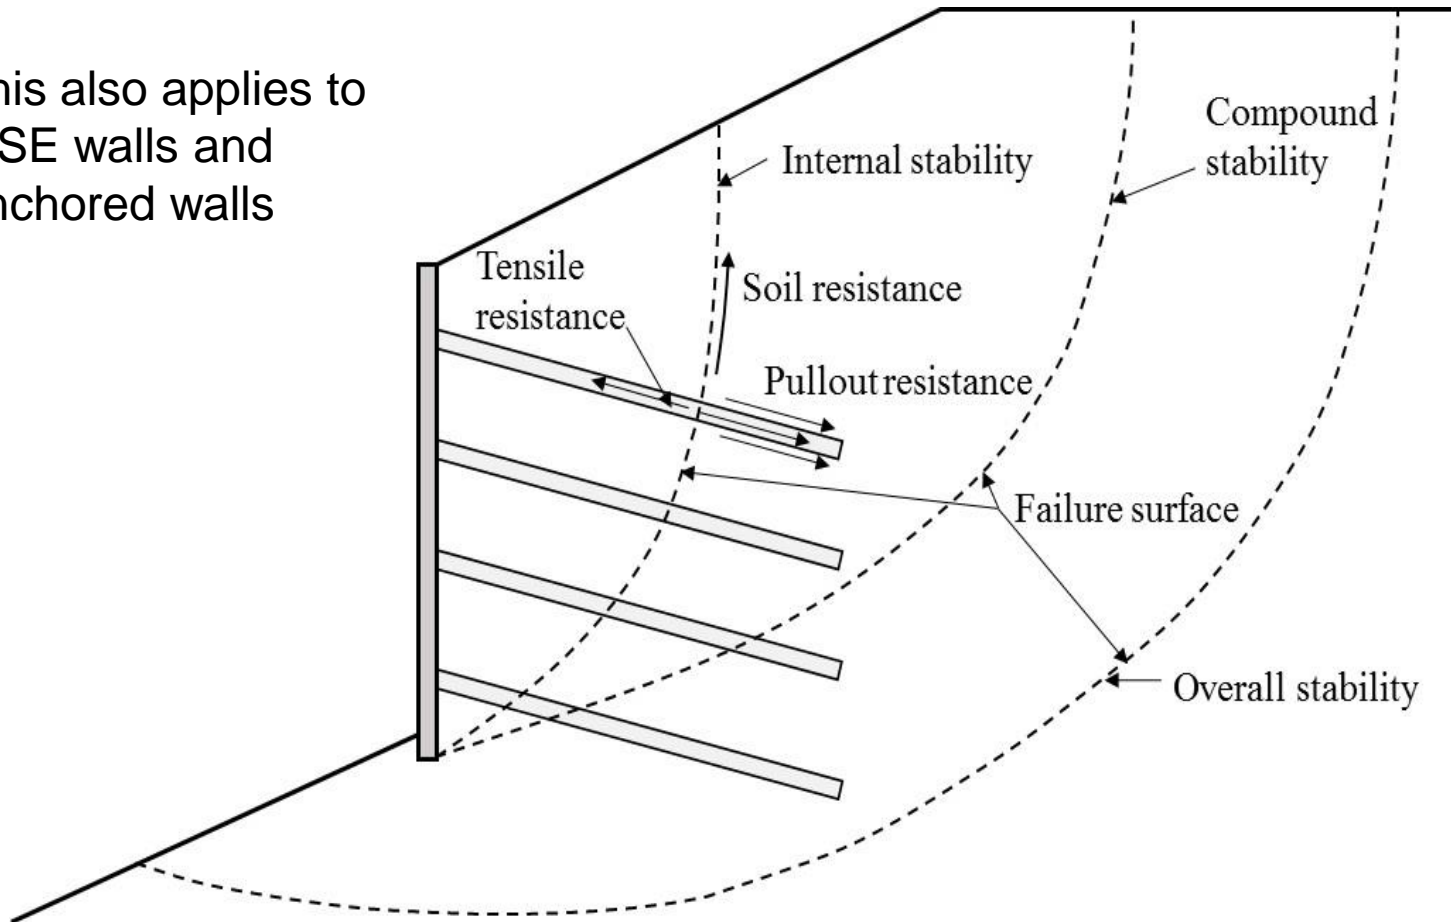 his also applies to
SE walls and
nchored walls
Compound
stability
Internal stability
Tensile
resistance
Soil resistance
Pullout resistance
Failure surface
Overall stability